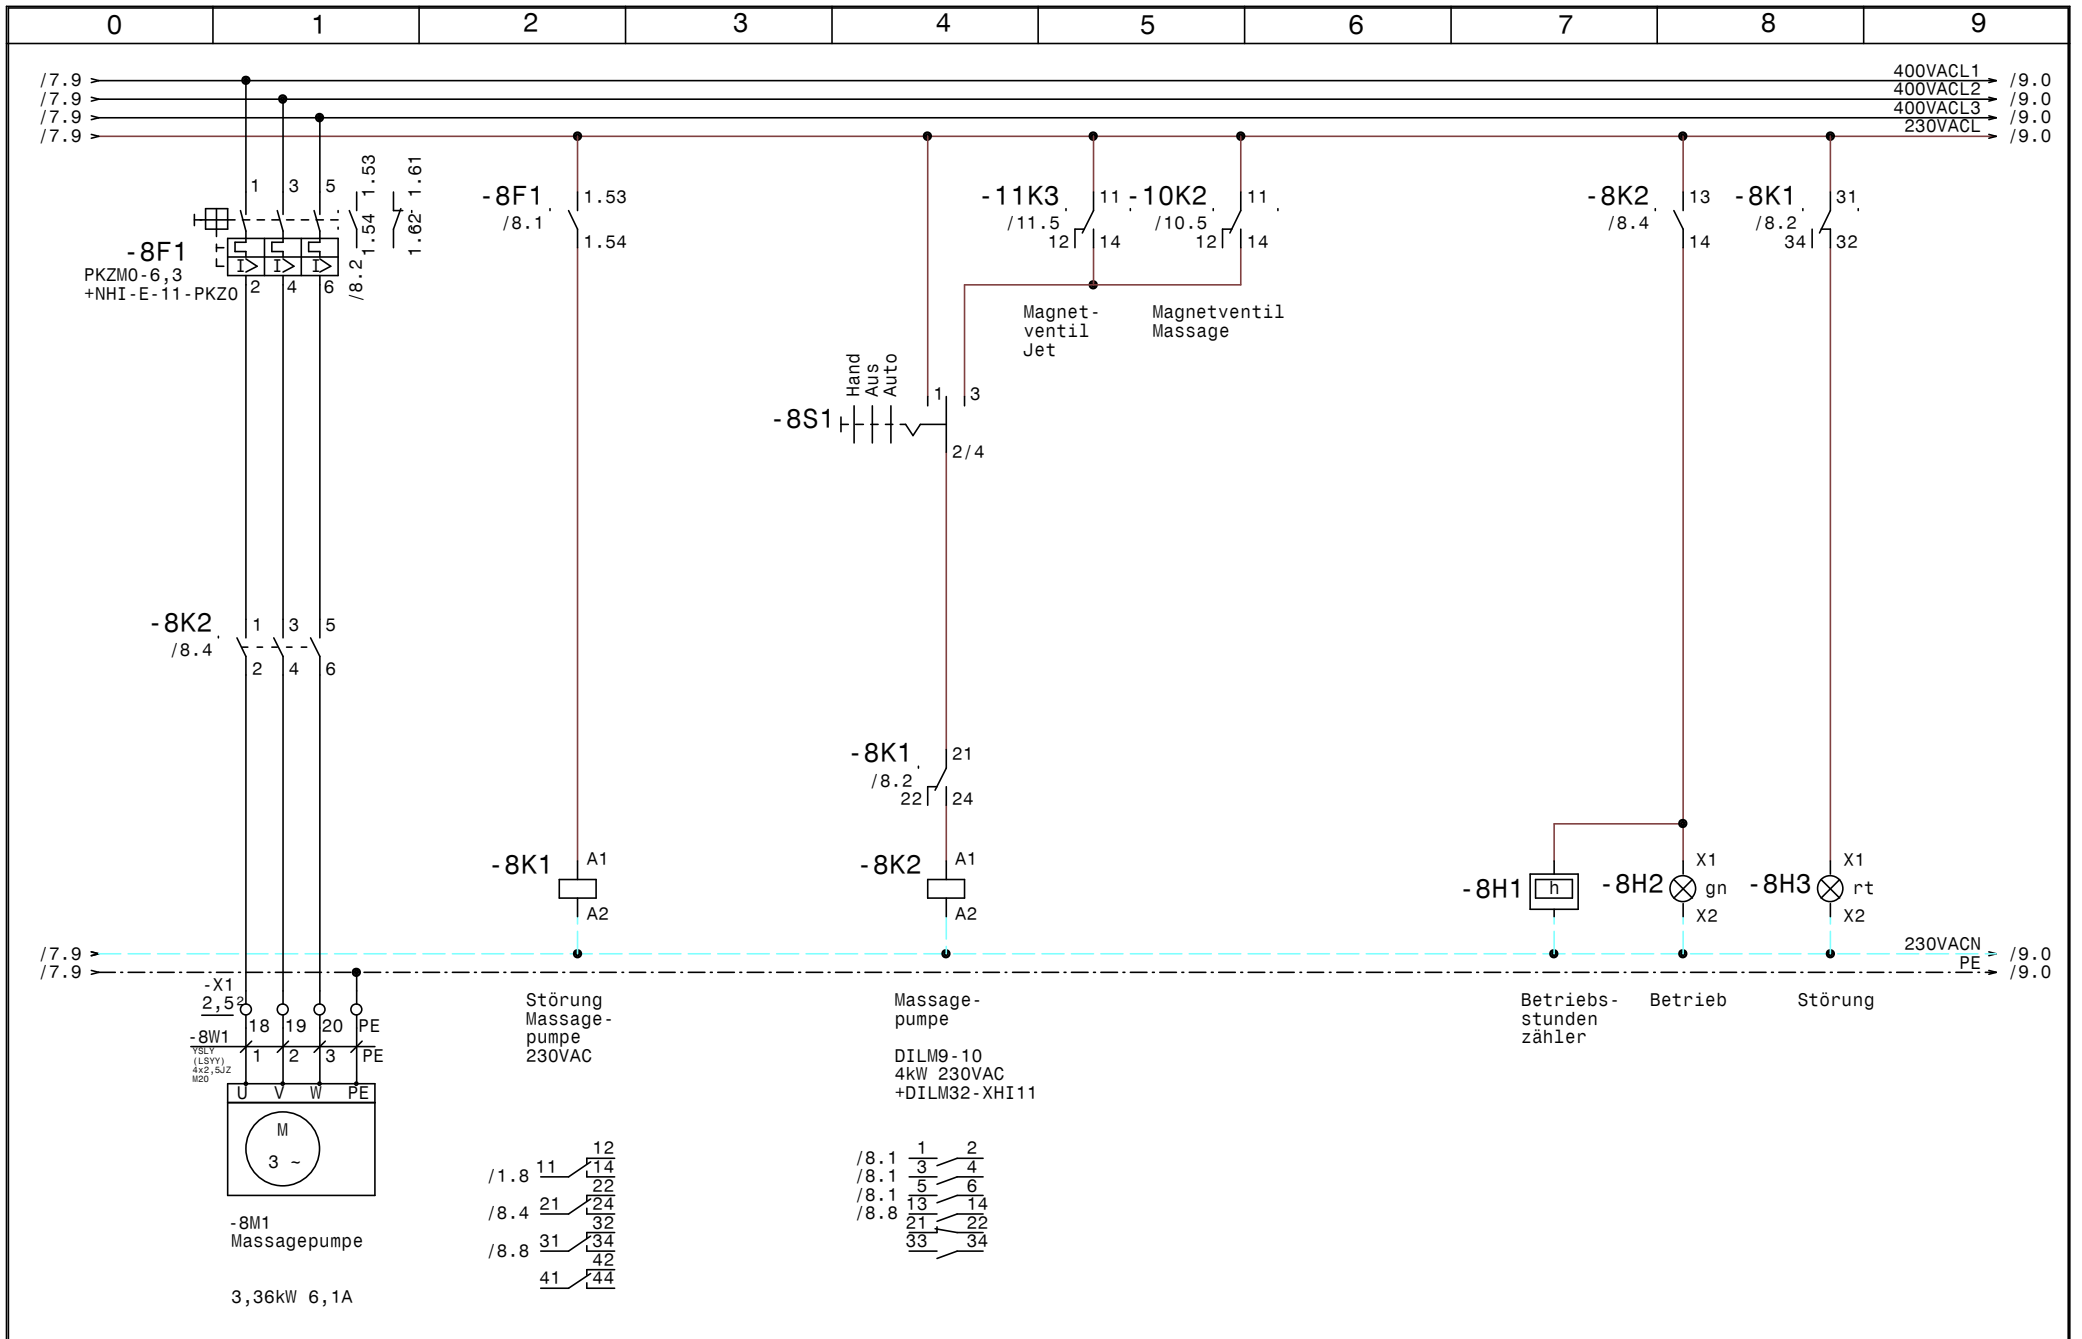 0 1 2 3 4 5 6 7 8 9
/7.9 400VACL1 /9.0
/7.9 400VACL2 /9.0
/7.9 400VACL3 /9.0
/7.9 230VACL /9.0
1 3 5
1.53
1.54
1.61
1.62
/8.2
-8F1
PKZM0-6,3
+NHI-E-11-PKZ0
I> I> I>
2 4 6
-8F1
/8.1
1.53
1.54
-11K3
/11.5
11
12 14
-10K2
/10.5
11
12 14
Magnet-
ventil
Jet
Magnetventil
Massage
-8K2
/8.4
13
14
-8K1
/8.2
31
34 32
Hand
Aus
Auto
-8S1
1 3
2/4
-8K2
/8.4
1 3 5
2 4 6
-8K1
/8.2
21
22 24
-8K1
A1
A2
-8K2
A1
A2
-8H1
h
-8H2
X1
gn
X2
-8H3
X1
rt
X2
/7.9 230VACN /9.0
/7.9 PE /9.0
-X1
2,5²
18 19 20 PE
-8W1
YSLY
(LSYY)
4x2,5JZ
M20
1 2 3 PE
U V W PE
M
3 ~
-8M1
Massagepumpe
3,36kW 6,1A
Störung
Massage-
pumpe
230VAC
Massage-
pumpe
DILM9-10
4kW 230VAC
+DILM32-XHI11
Betriebs-
stunden
zähler
Betrieb
Störung
12
/1.8 11 14
22
/8.4 21 24
32
/8.8 31 34
42
41 44
/8.1 1 2
/8.1 3 4
/8.1 5 6
/8.8 13 14
21 22
33 34